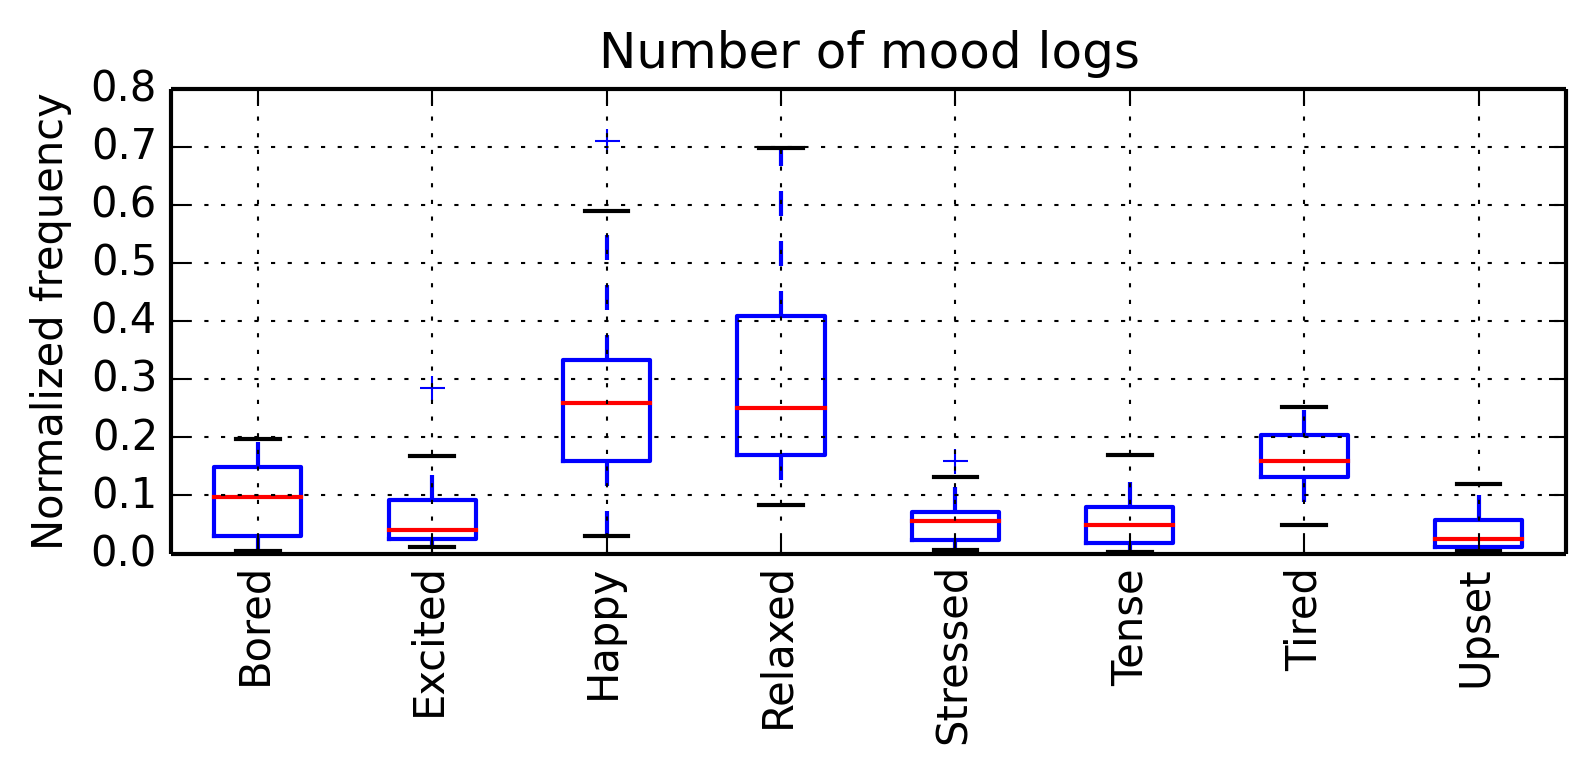 Number of mood logs
Normalized frequency
0.8
0.7
0.6
0.5
0.4
0.3
0.2
0.1
0.0
Bored
Excited
Happy
Relaxed
Stressed
Tense
Tired
Upset